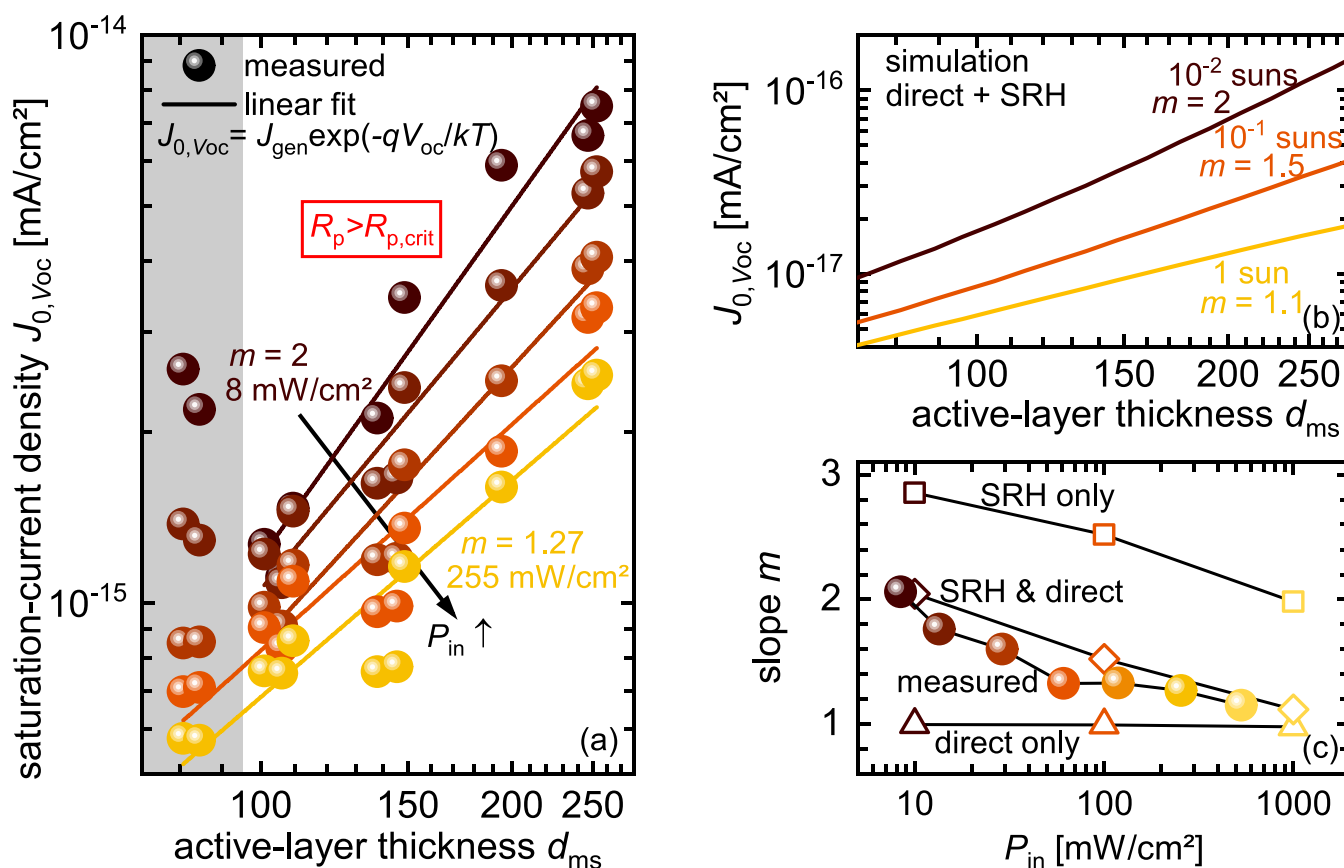 10⁻¹⁴
10⁻¹⁵
saturation-current density J₀,Voc [mA/cm²]
measured
linear fit
J₀,Voc= Jgenexp(-qVoc/kT)
Rp>Rp,crit
m = 2
8 mW/cm²
m = 1.27
255 mW/cm²
Pin ↑
(a)
100 150 200 250
active-layer thickness dms
10⁻¹⁶
10⁻¹⁷
J₀,Voc [mA/cm²]
simulation
direct + SRH
10⁻² suns
m = 2
10⁻¹ suns
m = 1.5
1 sun
m = 1.1
(b)
100 150 200 250
active-layer thickness dms
3
2
1
slope m
SRH only
SRH & direct
measured
direct only
(c)
10 100 1000
Pin [mW/cm²]